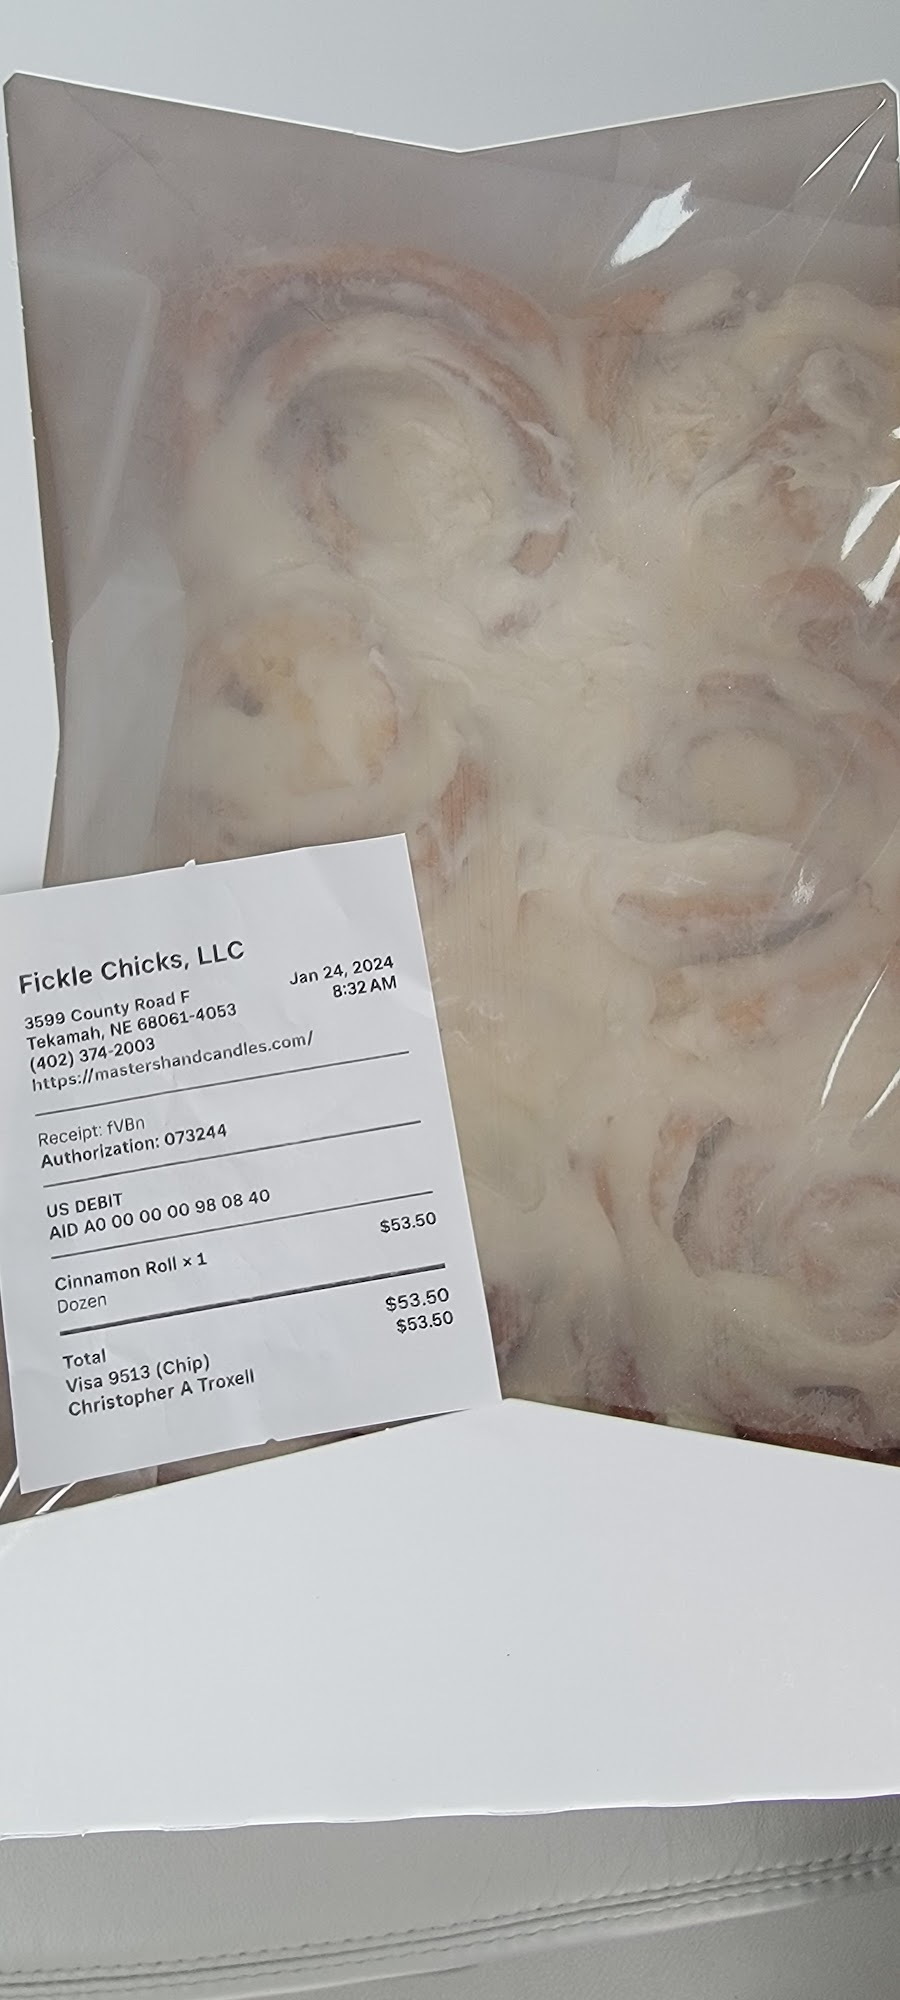 Fickle Chicks, LLC
3599 County Road F
Tekamah, NE 68061-4053
(402) 374-2003
https://mastershandcandles.com/
Jan 24, 2024
8:32 AM
Receipt: fVBn
Authorization: 073244
US DEBIT
AID A0 00 00 00 98 08 40
Cinnamon Roll × 1 $53.50
Dozen
Total $53.50
Visa 9513 (Chip) $53.50
Christopher A Troxell